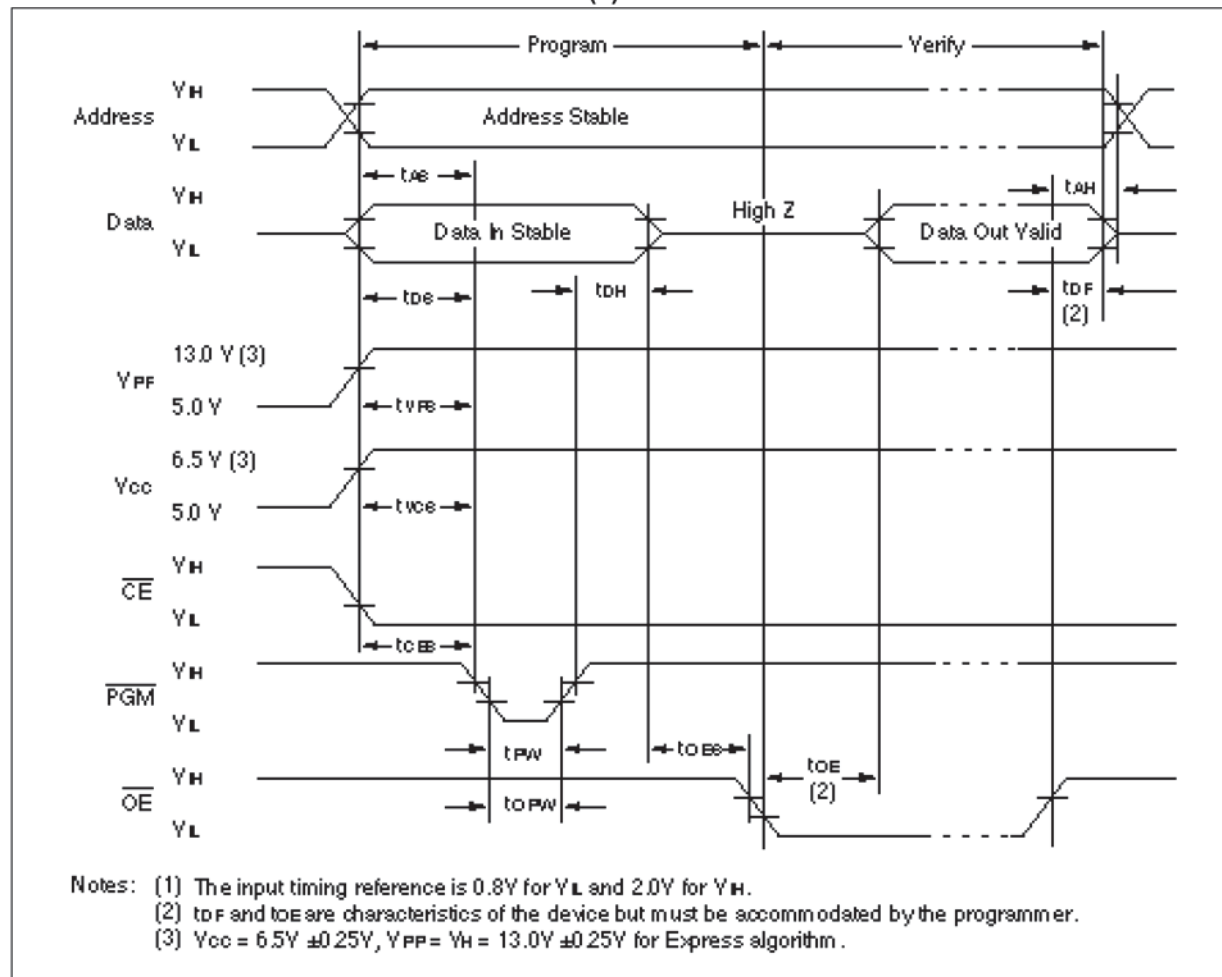 Program
Verify
Address
VIH
VIL
Address Stable
tAS
tAH
Data
VIH
VIL
Data In Stable
High Z
Data Out Valid
tDS
tDH
tDF
(2)
VPP
13.0 V (3)
5.0 V
tVPS
VCC
6.5 V (3)
5.0 V
tVCS
CE
VIH
VIL
tCES
PGM
VIH
VIL
tPW
tOES
tOE
(2)
OE
VIH
VIL
tOPW
Notes: (1) The input timing reference is 0.8V for VIL and 2.0V for VIH.
(2) tDF and tOE are characteristics of the device but must be accommodated by the programmer.
(3) VCC = 6.5V ±0.25V, VPP = VH = 13.0V ±0.25V for Express algorithm.